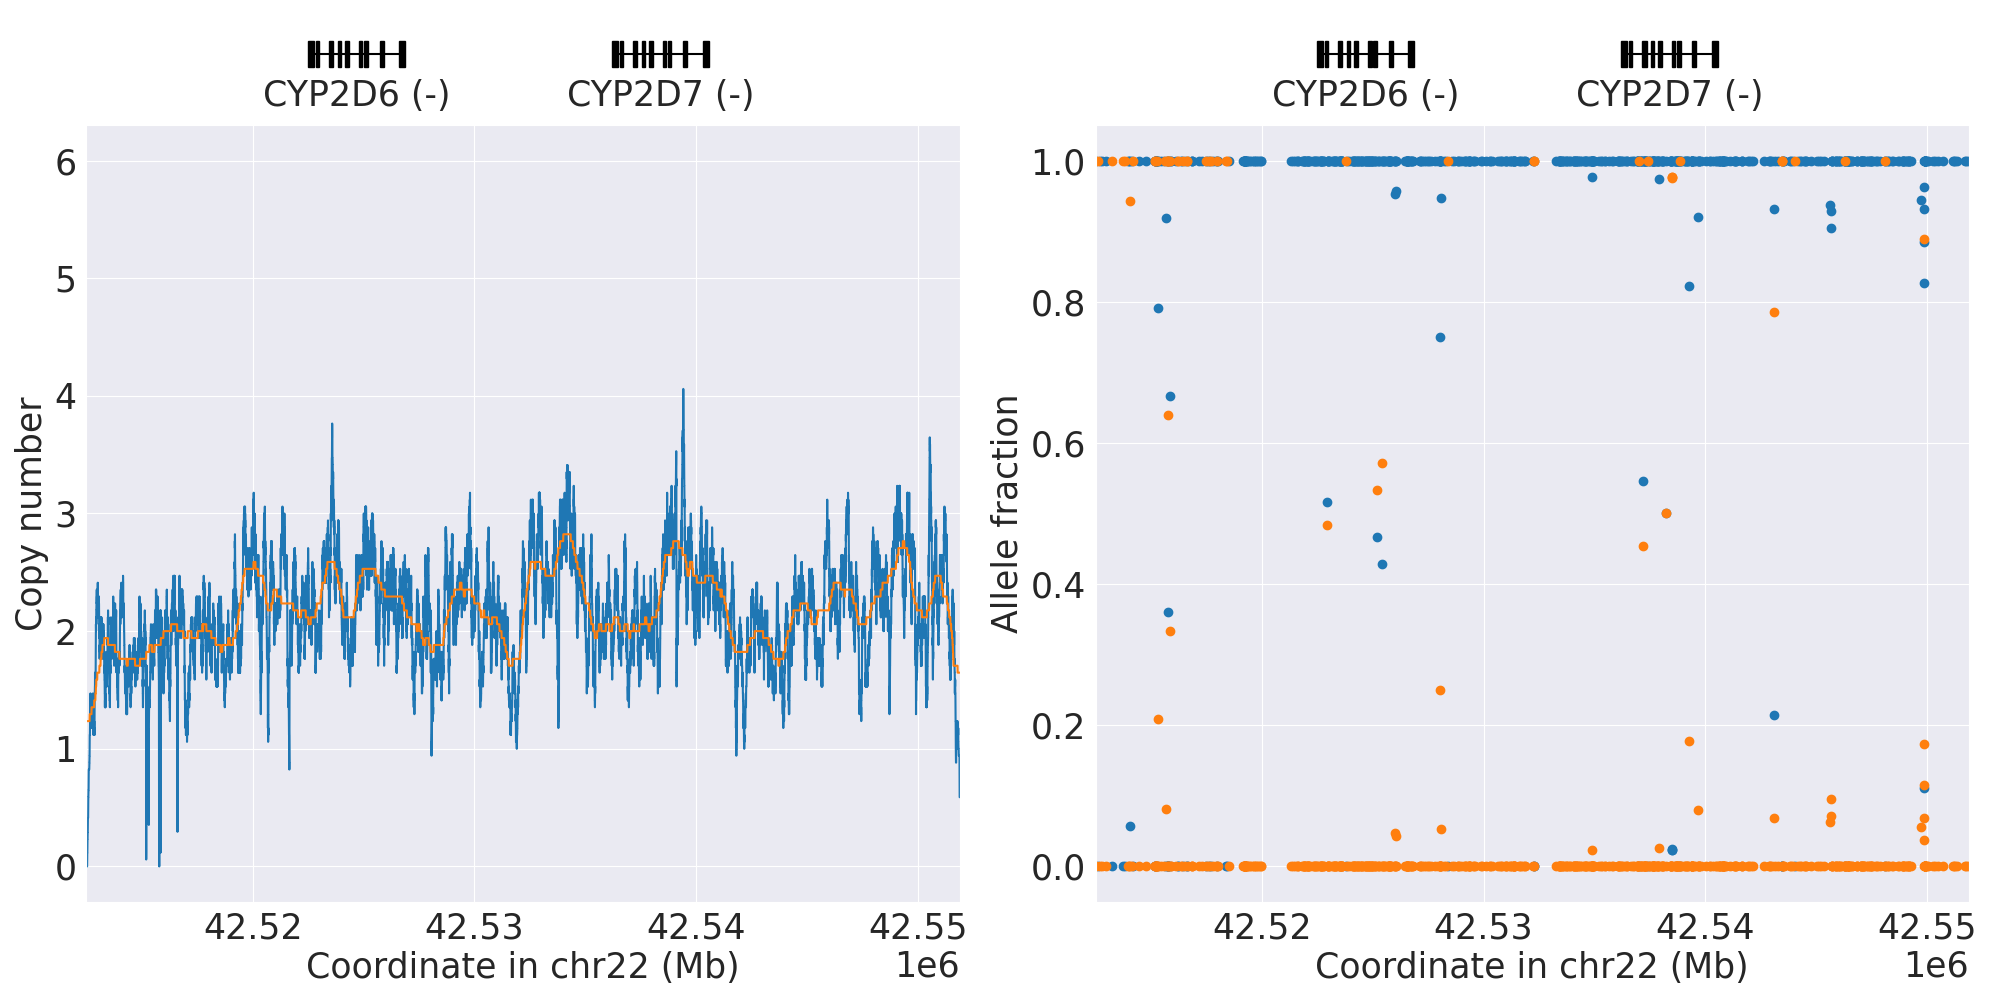 CYP2D6 (-) CYP2D7 (-)
6
5
4
3
2
1
0
Copy number
42.52 42.53 42.54 42.55
Coordinate in chr22 (Mb) 1e6
CYP2D6 (-) CYP2D7 (-)
1.0
0.8
0.6
0.4
0.2
0.0
Allele fraction
42.52 42.53 42.54 42.55
Coordinate in chr22 (Mb) 1e6